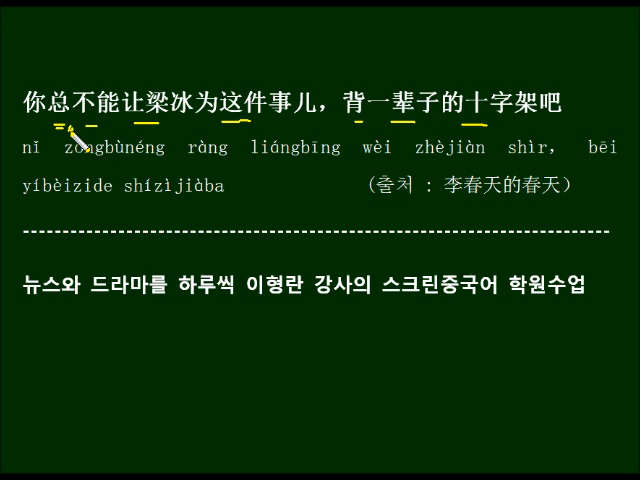 你总不能让梁冰为这件事儿，背一辈子的十字架吧
nǐ zǒngbùnéng ràng liángbīng wèi zhèjiàn shìr, bēi
yíbèizide shízìjiàba (출처 : 李春天的春天)
뉴스와 드라마를 하루씩 이형란 강사의 스크린중국어 학원수업